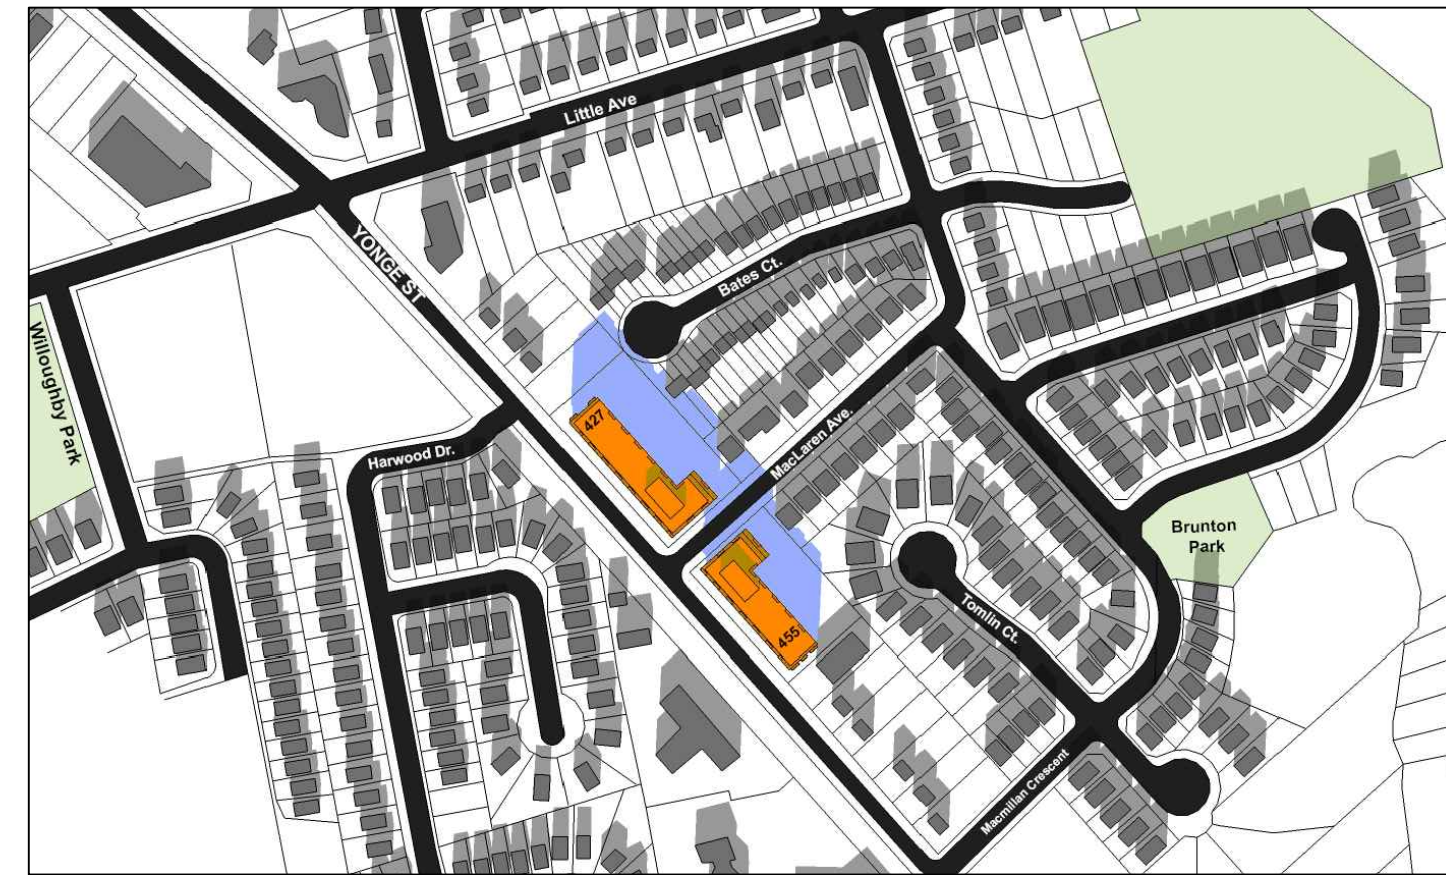 Little Ave
YONGE ST
Bates Ct.
Willoughby Park
427
MacLaren Ave.
Harwood Dr.
Brunton
Park
Tomlin Ct.
455
Macmillan Crescent